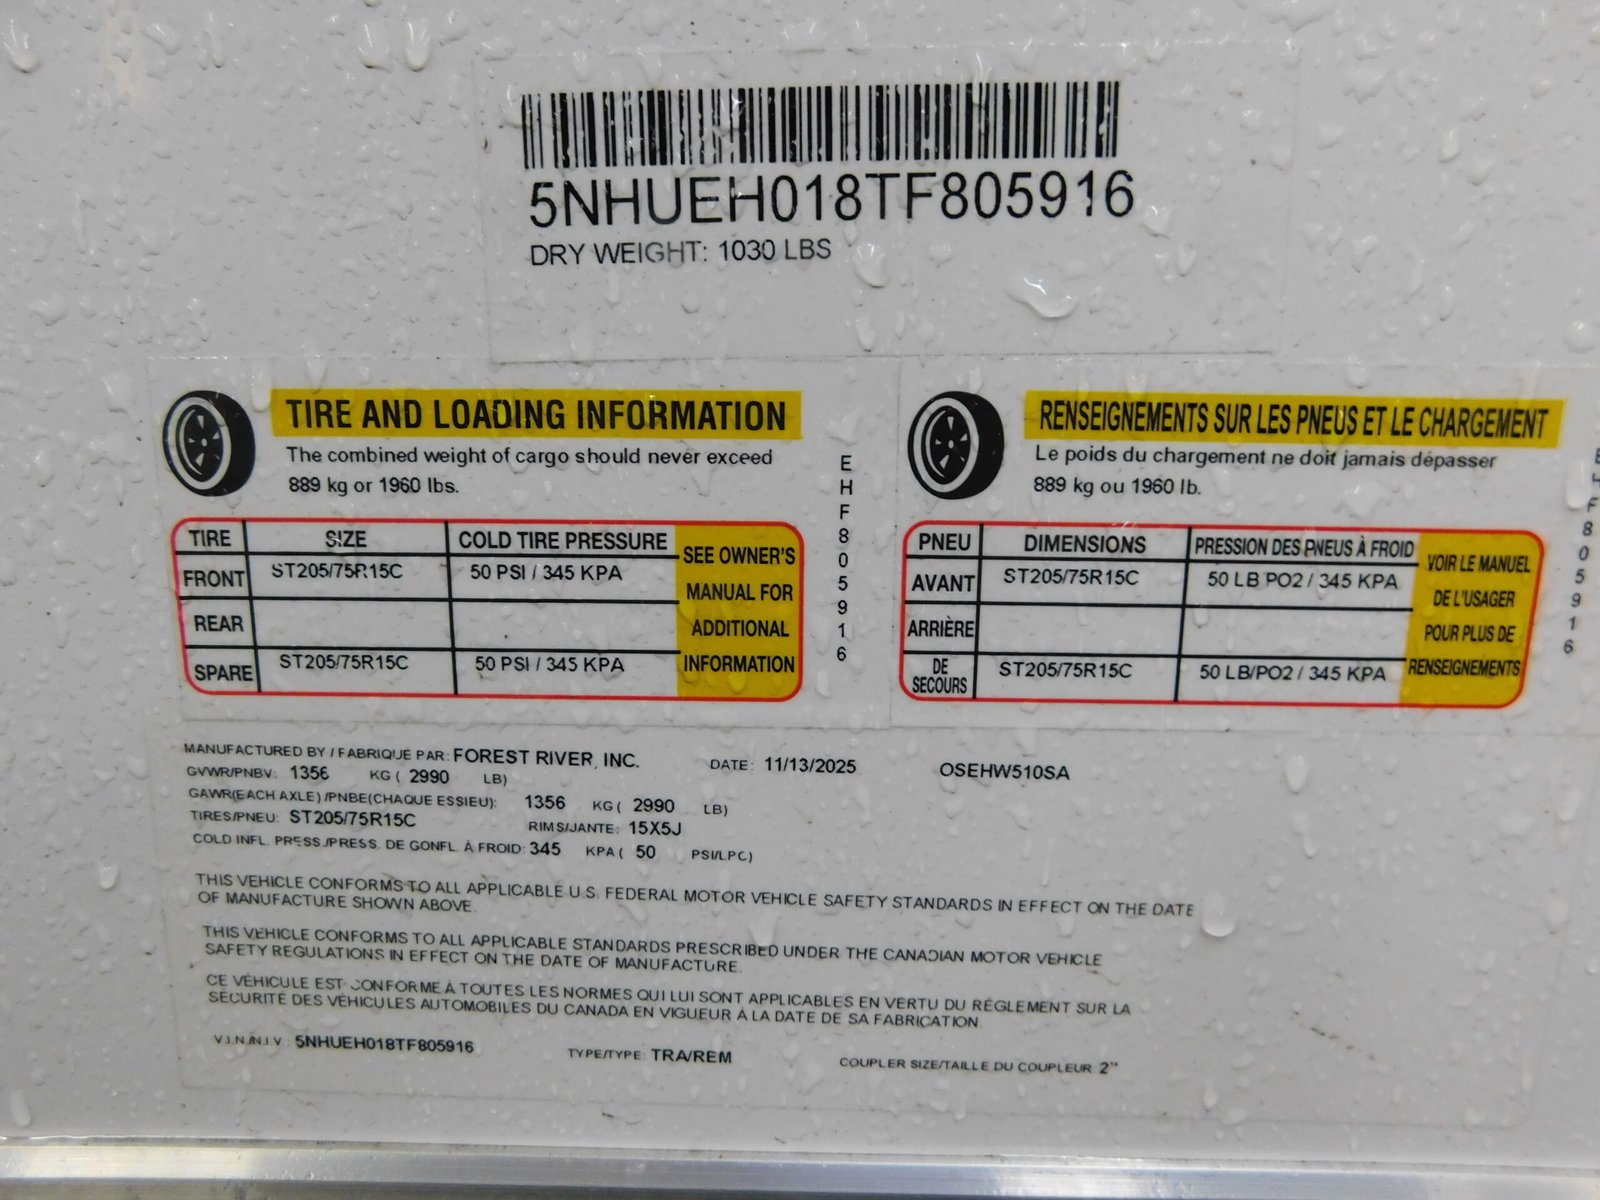 5NHUEH018TF805916
DRY WEIGHT: 1030 LBS
TIRE AND LOADING INFORMATION
The combined weight of cargo should never exceed
889 kg or 1960 lbs.
TIRE SIZE COLD TIRE PRESSURE
FRONT ST205/75R15C 50 PSI / 345 KPA
REAR
SPARE ST205/75R15C 50 PSI / 345 KPA
SEE OWNER'S
MANUAL FOR
ADDITIONAL
INFORMATION
EHF805916
RENSEIGNEMENTS SUR LES PNEUS ET LE CHARGEMENT
Le poids du chargement ne doit jamais dépasser
889 kg ou 1960 lb.
PNEU DIMENSIONS PRESSION DES PNEUS À FROID
AVANT ST205/75R15C 50 LB/PO2 / 345 KPA
ARRIÈRE
DE
SECOURS ST205/75R15C 50 LB/PO2 / 345 KPA
VOIR LE MANUEL
DE L'USAGER
POUR PLUS DE
RENSEIGNEMENTS
EHF805916
MANUFACTURED BY / FABRIQUE PAR: FOREST RIVER, INC. DATE: 11/13/2025 OSEHW510SA
GVWR/PNBV: 1356 KG ( 2990 LB)
GAWR(EACH AXLE) /PNBE(CHAQUE ESSIEU): 1356 KG ( 2990 LB)
TIRES/PNEU: ST205/75R15C RIMS/JANTE: 15X5J
COLD INFL. PRESS./PRESS. DE GONFL. À FROID: 345 KPA ( 50 PSI/LPC)
THIS VEHICLE CONFORMS TO ALL APPLICABLE U.S. FEDERAL MOTOR VEHICLE SAFETY STANDARDS IN EFFECT ON THE DATE
OF MANUFACTURE SHOWN ABOVE.
THIS VEHICLE CONFORMS TO ALL APPLICABLE STANDARDS PRESCRIBED UNDER THE CANADIAN MOTOR VEHICLE
SAFETY REGULATIONS IN EFFECT ON THE DATE OF MANUFACTURE.
CE VÉHICULE EST CONFORME À TOUTES LES NORMES QUI LUI SONT APPLICABLES EN VERTU DU RÉGLEMENT SUR LA
SÉCURITÉ DES VÉHICULES AUTOMOBILES DU CANADA EN VIGUEUR À LA DATE DE SA FABRICATION.
V.I.N./N.I.V: 5NHUEH018TF805916 TYPE/TYPE: TRA/REM COUPLER SIZE/TAILLE DU COUPLEUR 2"